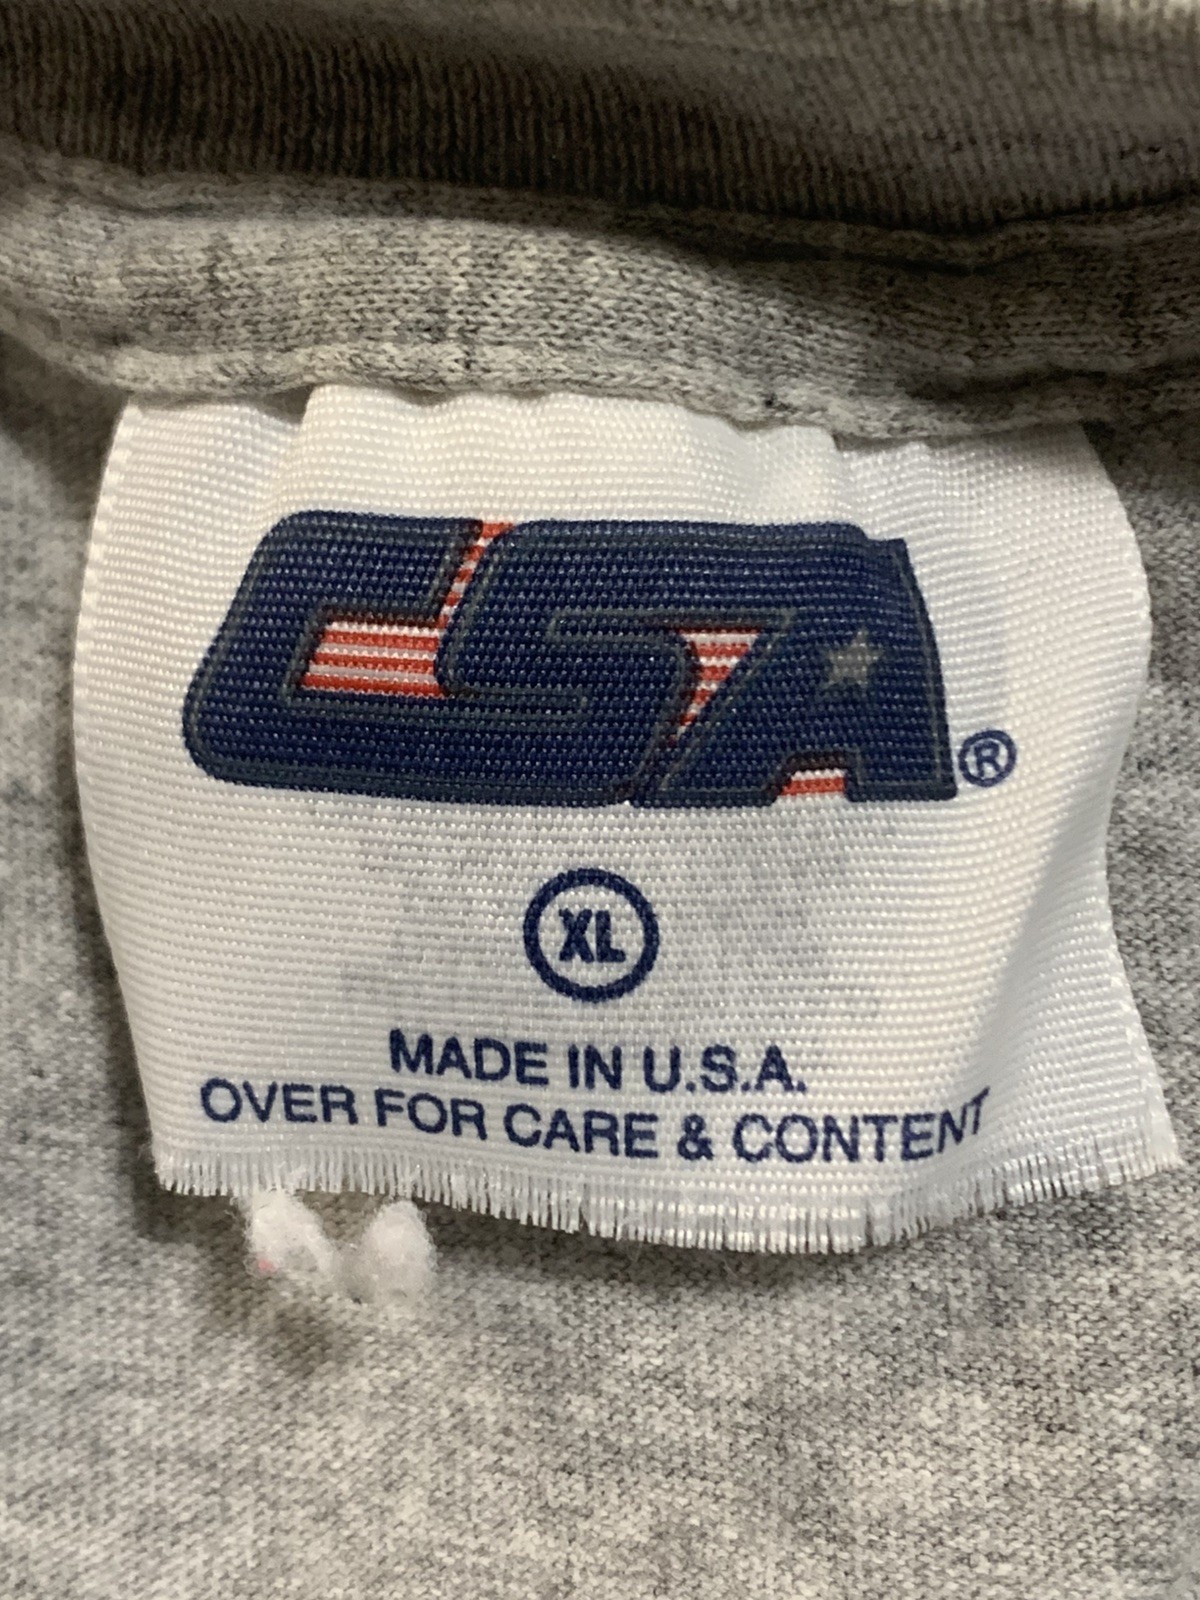 CSA®
XL
MADE IN U.S.A.
OVER FOR CARE & CONTENT